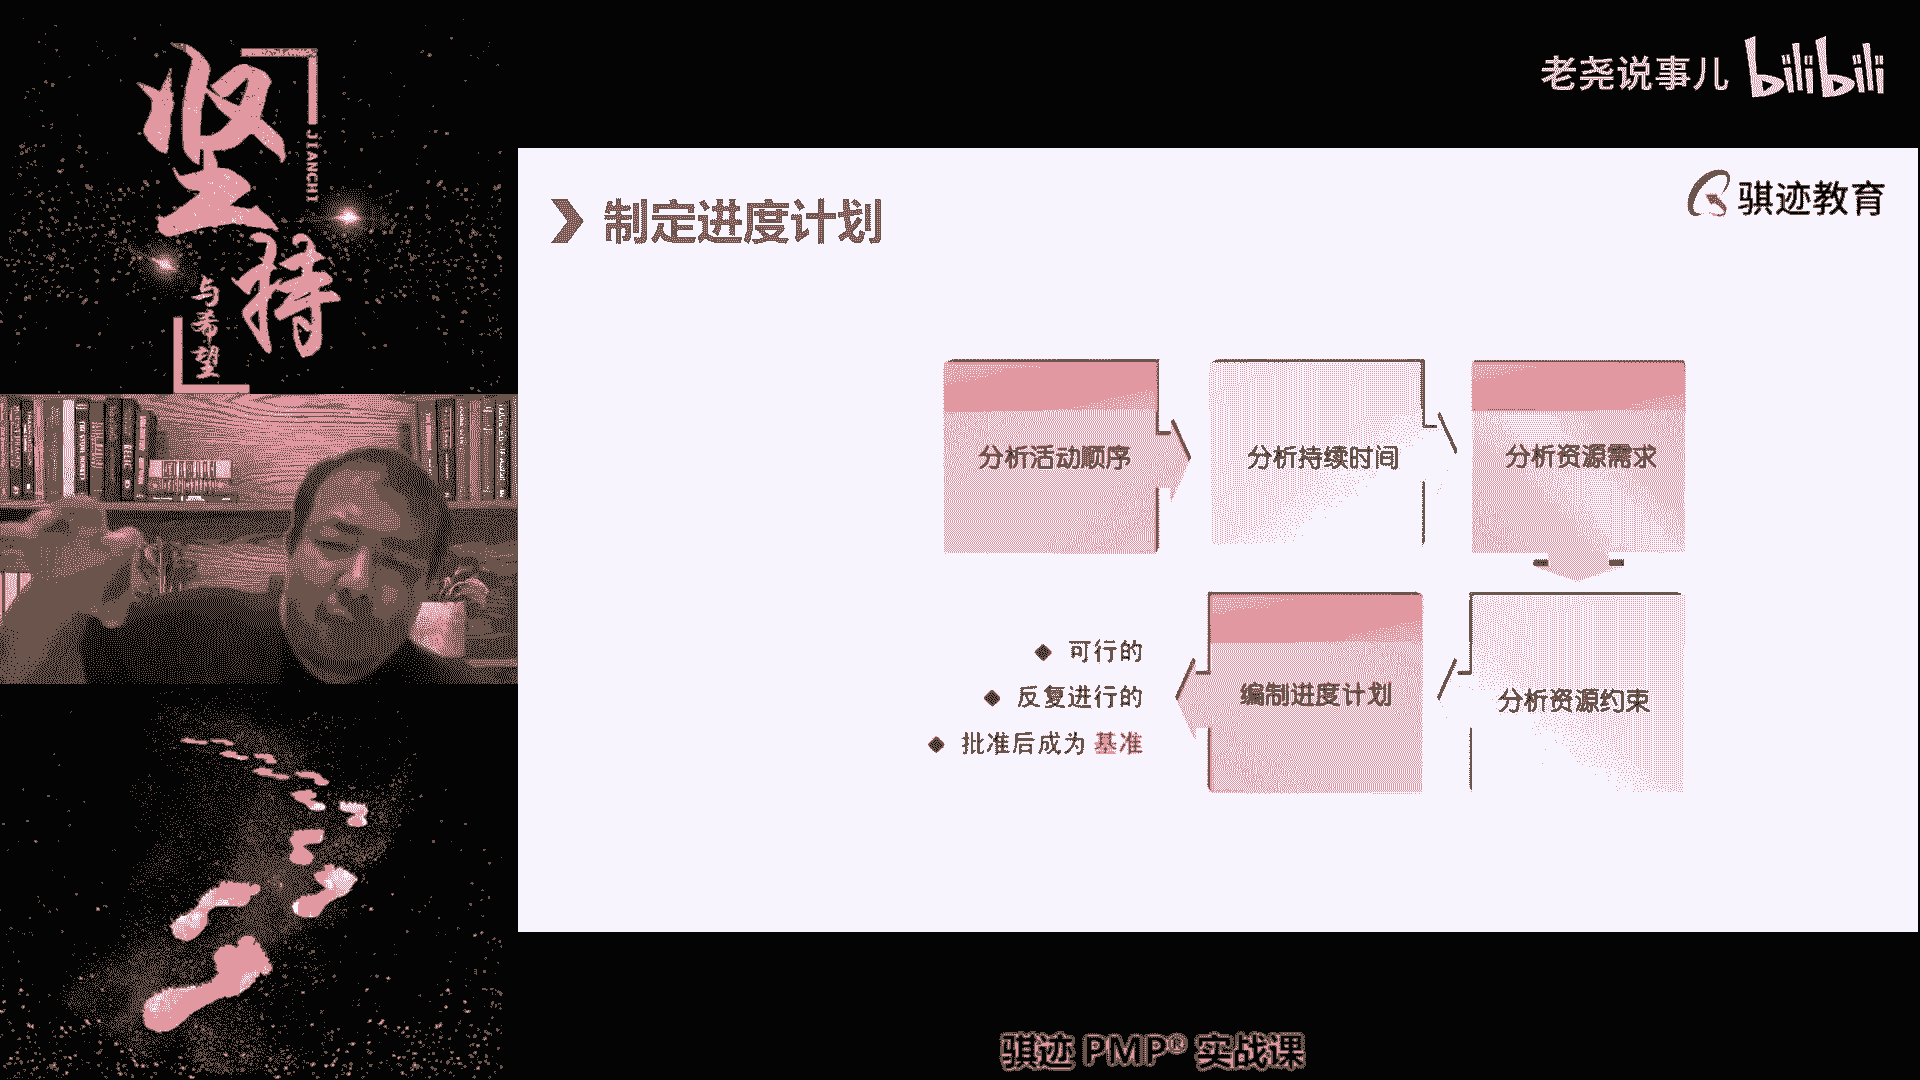 老尧说事儿 bilibili
坚持
JIANCHI
与希望
骐迹教育
制定进度计划
分析活动顺序
分析持续时间
分析资源需求
可行的
反复进行的
批准后成为 基准
编制进度计划
分析资源约束
骐迹 PMP® 实战课